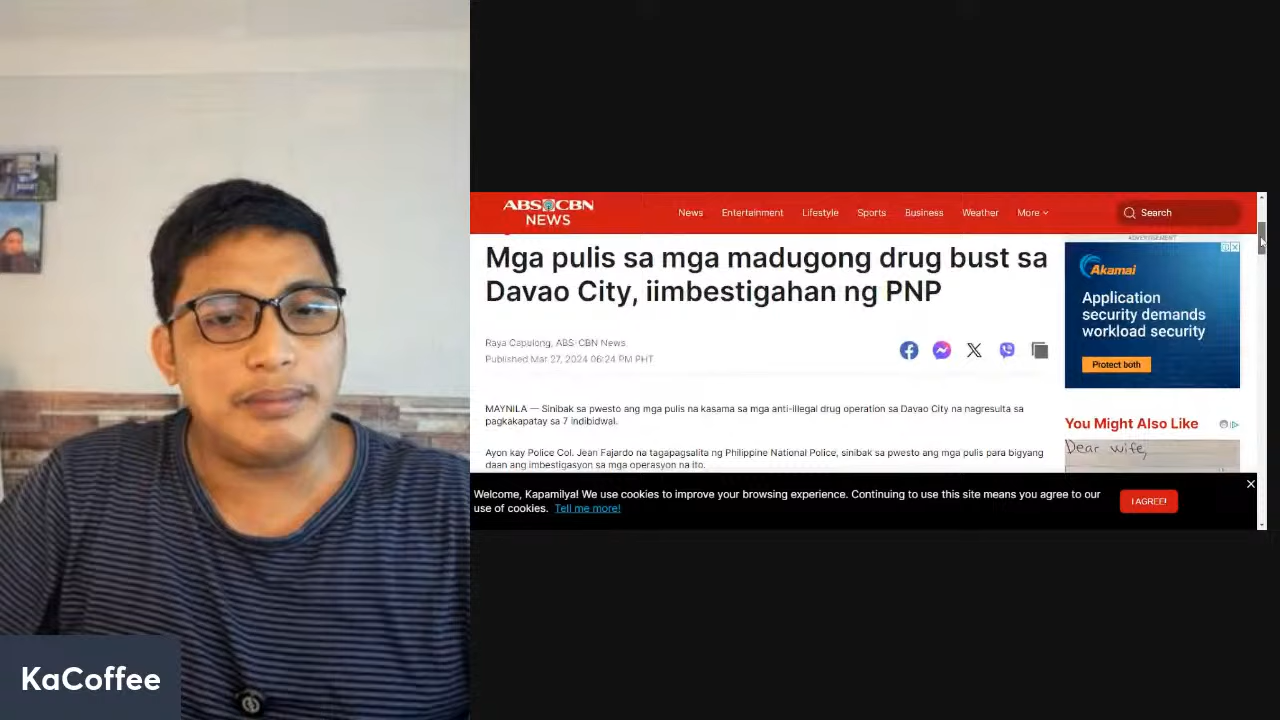 ABS CBN
NEWS
News
Entertainment
Lifestyle
Sports
Business
Weather
More
Search
ADVERTISEMENT
Mga pulis sa mga madugong drug bust sa
Davao City, iimbestigahan ng PNP
Akamai
Application
security demands
workload security
Protect both
Raya Capulong, ABS-CBN News
Published Mar 27, 2024 06:24 PM PHT
MAYNILA — Sinibak sa pwesto ang mga pulis na kasama sa mga anti-illegal drug operation sa Davao City na nagresulta sa
pagkakapatay sa 7 indibidwal.
Ayon kay Police Col. Jean Fajardo na tagapagsalita ng Philippine National Police, sinibak sa pwesto ang mga pulis para bigyang
daan ang imbestigasyon sa mga operasyon na ito.
You Might Also Like
Dear wife,
Welcome, Kapamilya! We use cookies to improve your browsing experience. Continuing to use this site means you agree to our
use of cookies. Tell me more!
I AGREE!
KaCoffee